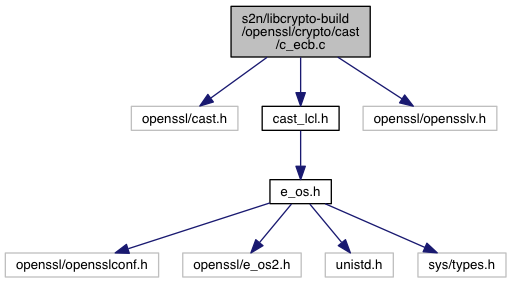 s2n/libcrypto-build
/openssl/crypto/cast
/c_ecb.c
openssl/cast.h
cast_lcl.h
openssl/opensslv.h
e_os.h
openssl/opensslconf.h
openssl/e_os2.h
unistd.h
sys/types.h